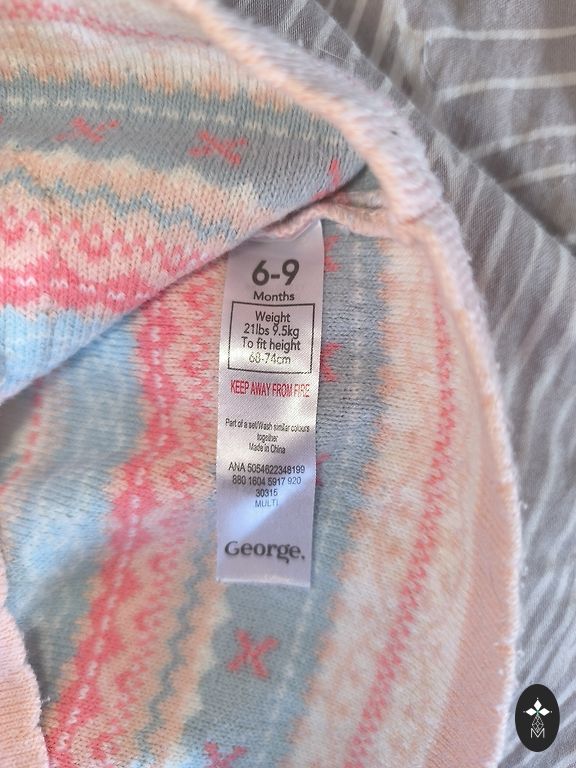 6-9
Months
Weight
21lbs 9.5kg
To fit height
68-74cm
KEEP AWAY FROM FIRE
Part of a set/Wash similar colours
together
Made in China
ANA 5054622348199
880 1604 5917 920
30315
MULTI
George.
M